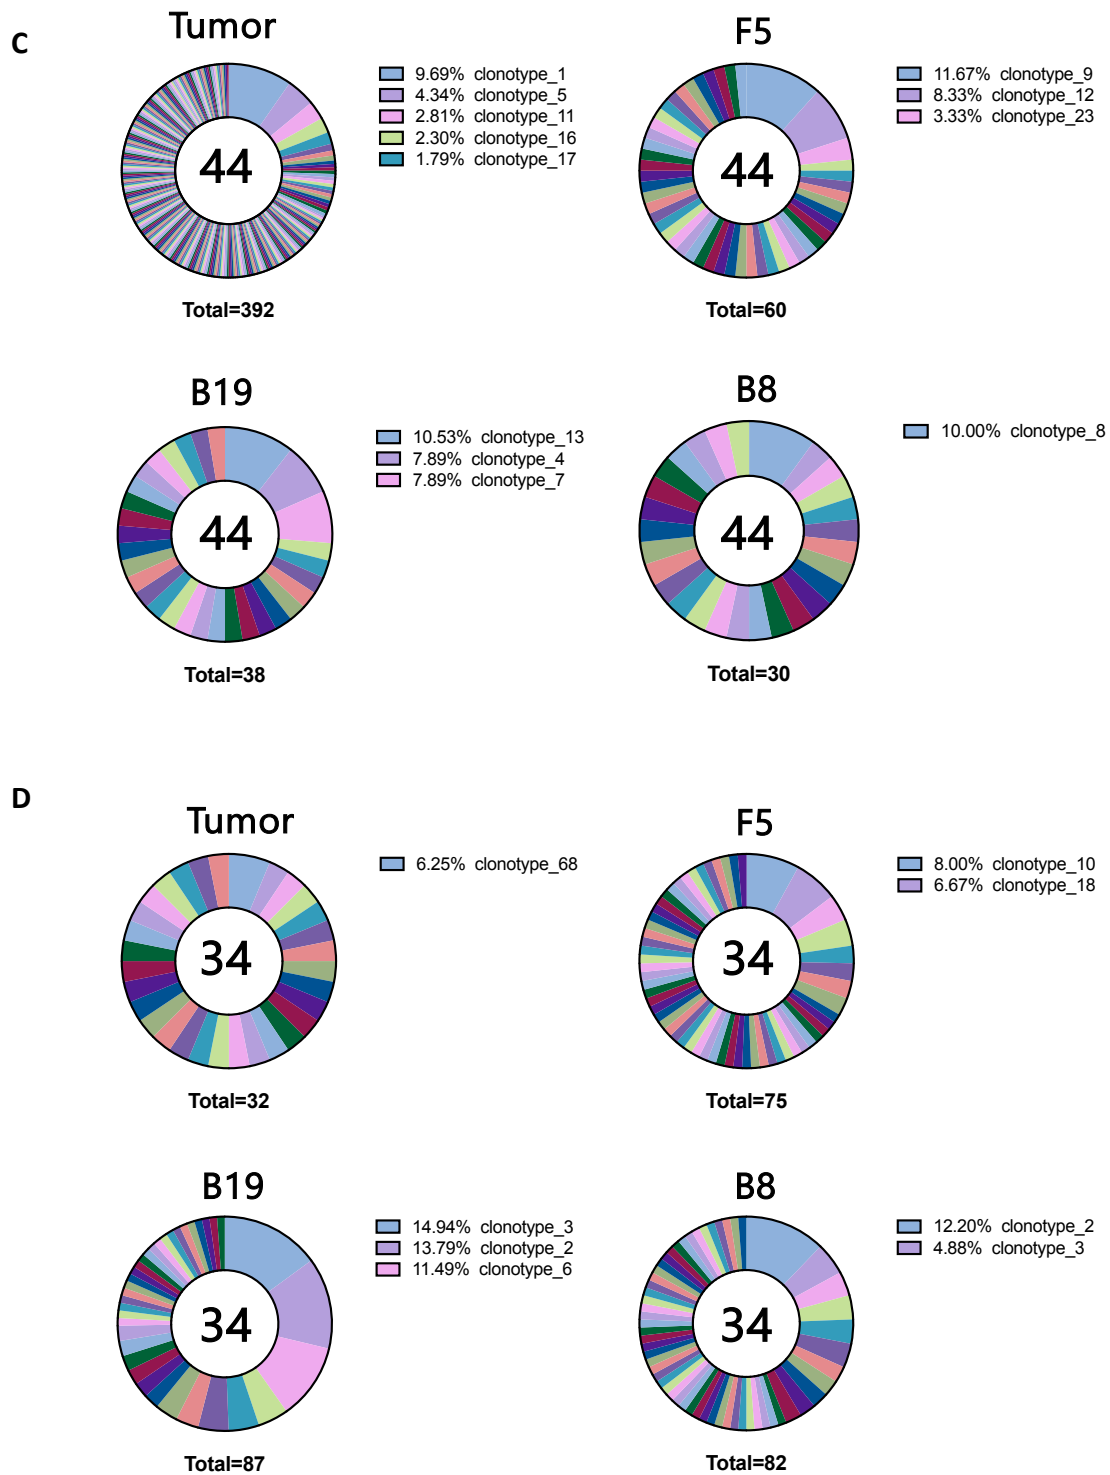 C
Tumor
44
9.69% clonotype_1
4.34% clonotype_5
2.81% clonotype_11
2.30% clonotype_16
1.79% clonotype_17
Total=392
F5
44
11.67% clonotype_9
8.33% clonotype_12
3.33% clonotype_23
Total=60
B19
44
10.53% clonotype_13
7.89% clonotype_4
7.89% clonotype_7
Total=38
B8
44
10.00% clonotype_8
Total=30
D
Tumor
34
6.25% clonotype_68
Total=32
F5
34
8.00% clonotype_10
6.67% clonotype_18
Total=75
B19
34
14.94% clonotype_3
13.79% clonotype_2
11.49% clonotype_6
Total=87
B8
34
12.20% clonotype_2
4.88% clonotype_3
Total=82